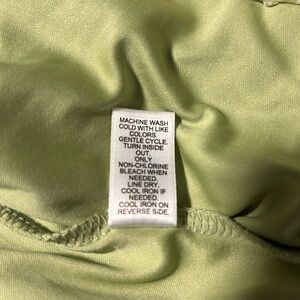 MACHINE WASH
COLD WITH LIKE
COLORS.
GENTLE CYCLE.
TURN INSIDE
OUT.
ONLY
NON-CHLORINE
BLEACH WHEN
NEEDED.
LINE DRY.
COOL IRON IF
NEEDED.
COOL IRON ON
REVERSE SIDE.